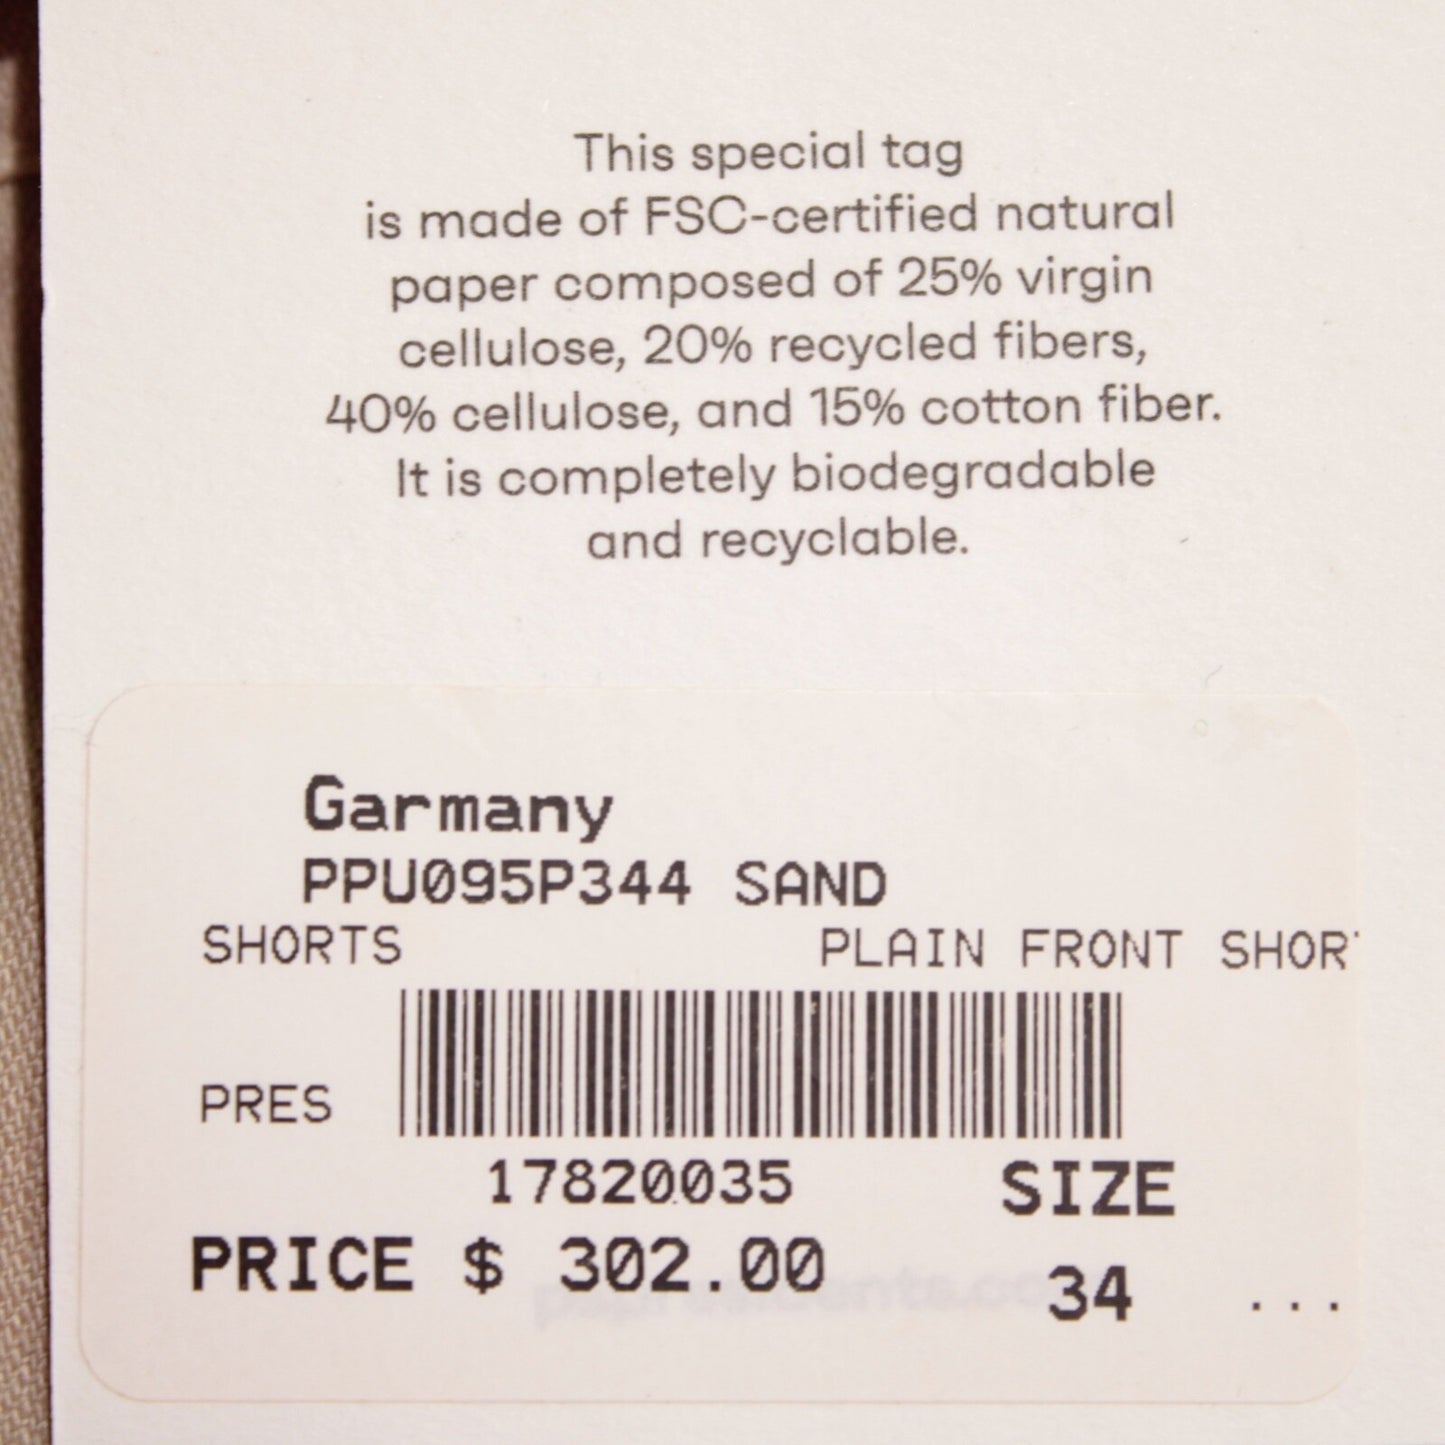 This special tag
is made of FSC-certified natural
paper composed of 25% virgin
cellulose, 20% recycled fibers,
40% cellulose, and 15% cotton fiber.
It is completely biodegradable
and recyclable.
Garmany
PPU095P344 SAND
SHORTS PLAIN FRONT SHOR
PRES
17820035 SIZE
PRICE $ 302.00 34 ...